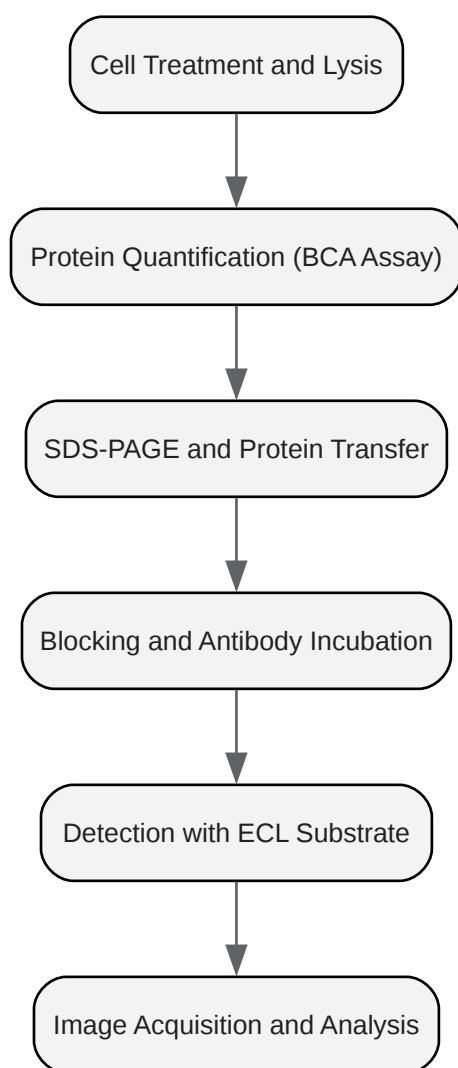 Cell Treatment and Lysis
Protein Quantification (BCA Assay)
SDS-PAGE and Protein Transfer
Blocking and Antibody Incubation
Detection with ECL Substrate
Image Acquisition and Analysis